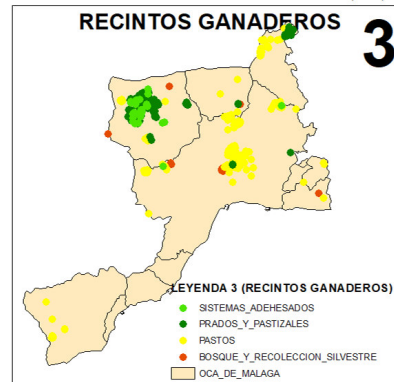 RECINTOS GANADEROS
3
LEYENDA 3 (RECINTOS GANADEROS)
SISTEMAS_ADEHESADOS
PRADOS_Y_PASTIZALES
PASTOS
BOSQUE_Y_RECOLECCION_SILVESTRE
OCA_DE_MALAGA